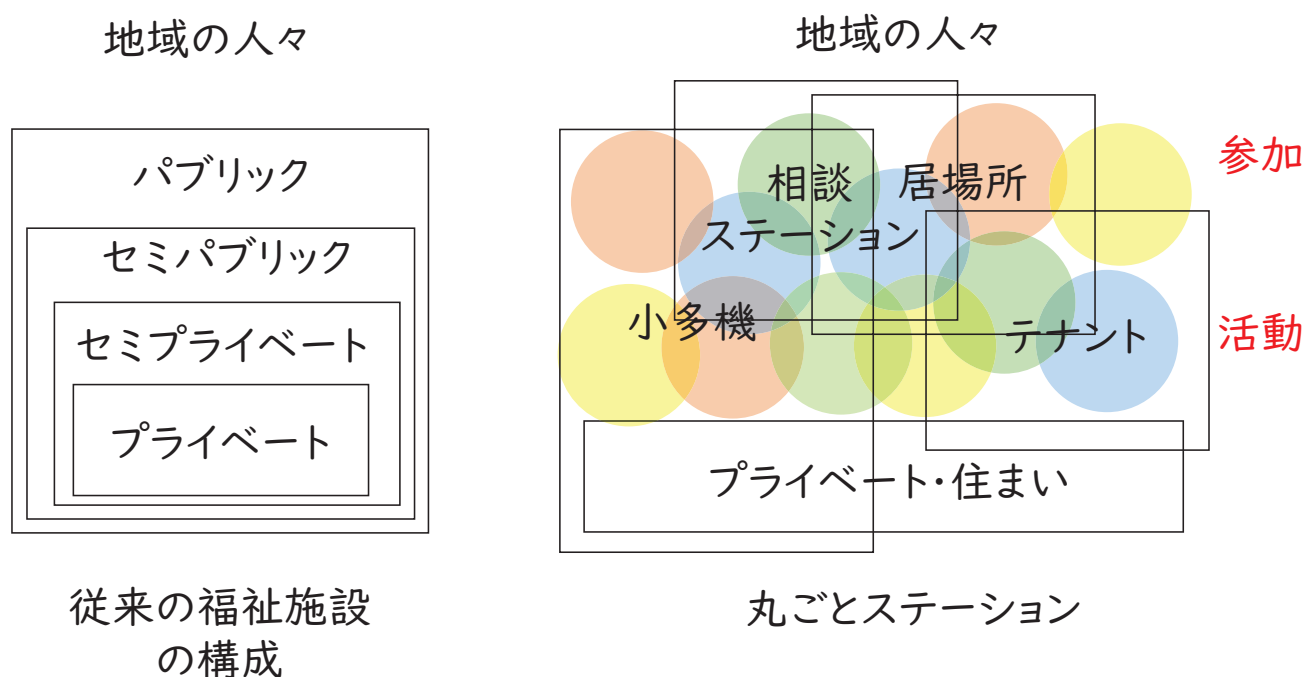 地域の人々
パブリック
セミパブリック
セミプライベート
プライベート
従来の福祉施設
の構成
地域の人々
参加
相談
居場所
ステーション
小多機
テナント
活動
プライベート・住まい
丸ごとステーション